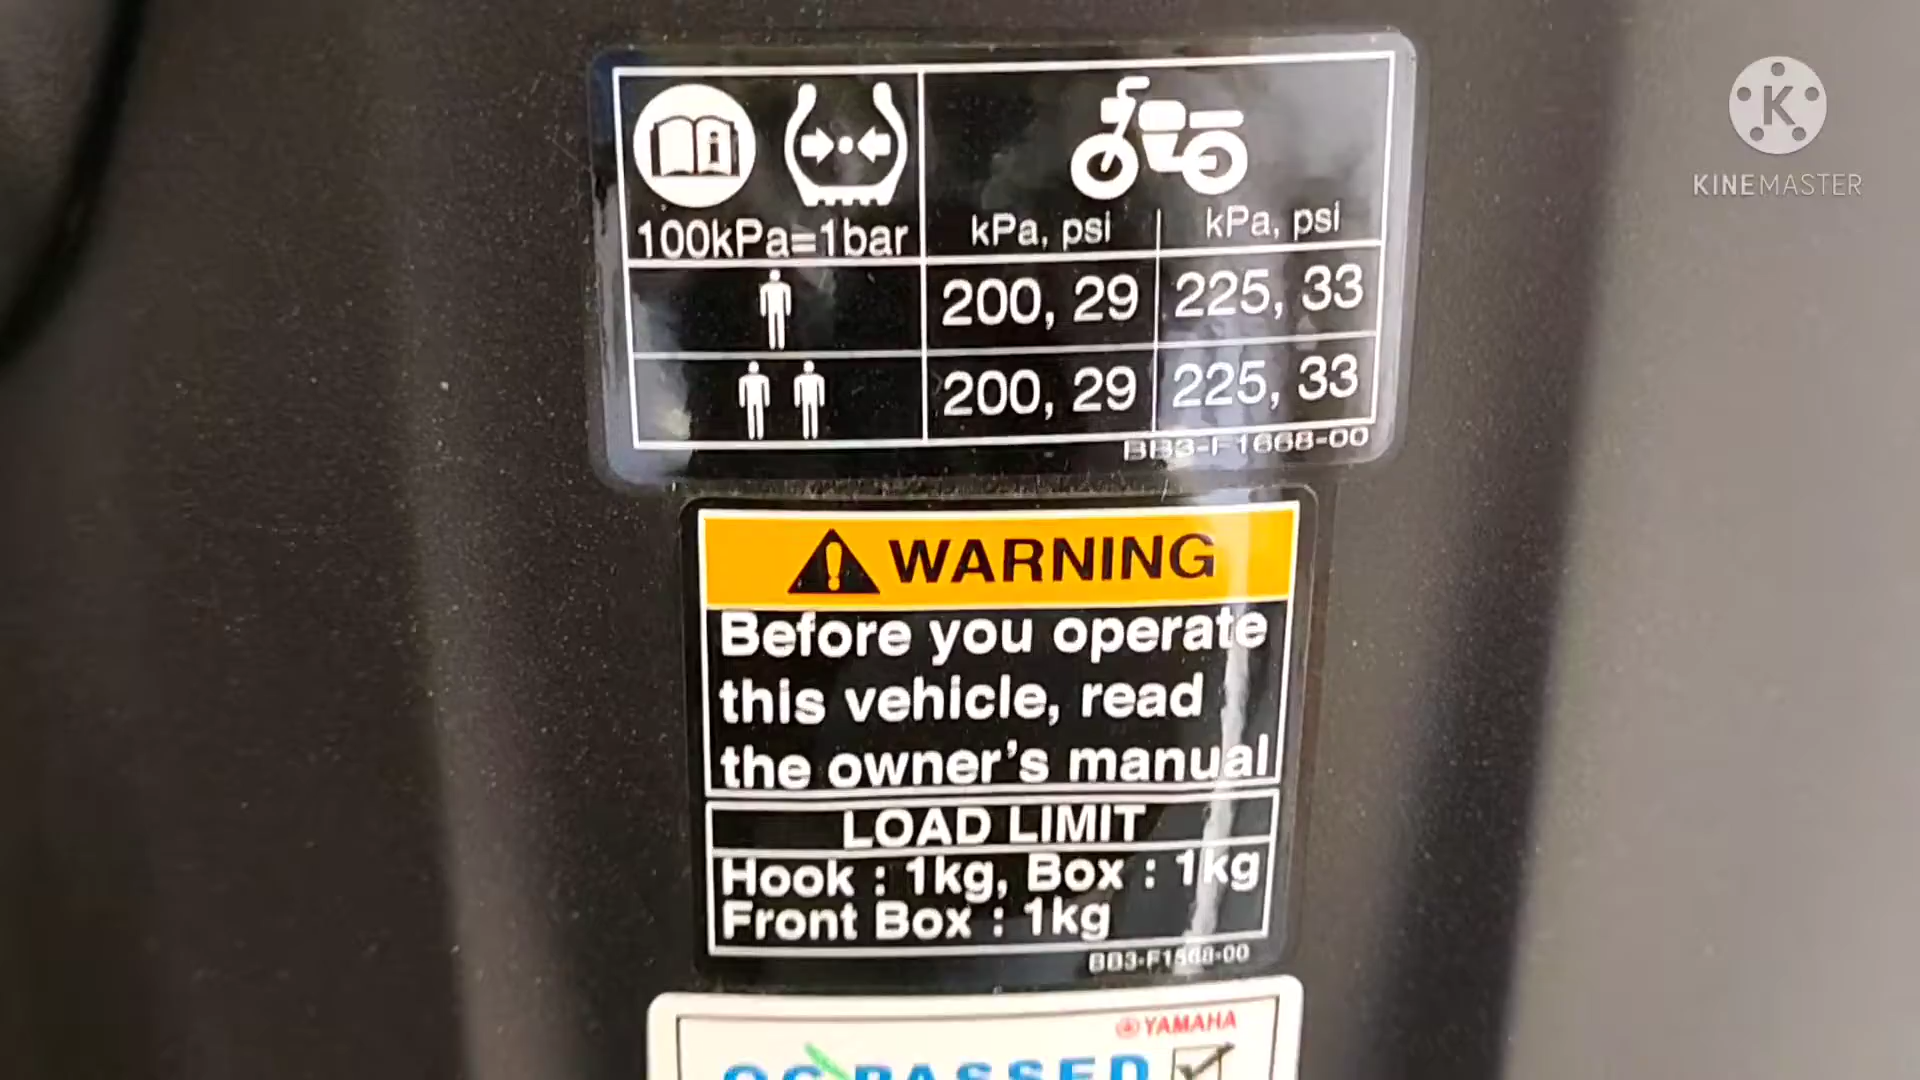 KINEMASTER
100kPa=1bar
kPa, psi kPa, psi
200, 29 225, 33
200, 29 225, 33
BB3-F1668-00
WARNING
Before you operate
this vehicle, read
the owner's manual
LOAD LIMIT
Hook : 1kg, Box : 1kg
Front Box : 1kg
BB3-F1568-00
YAMAHA
QC PASSED